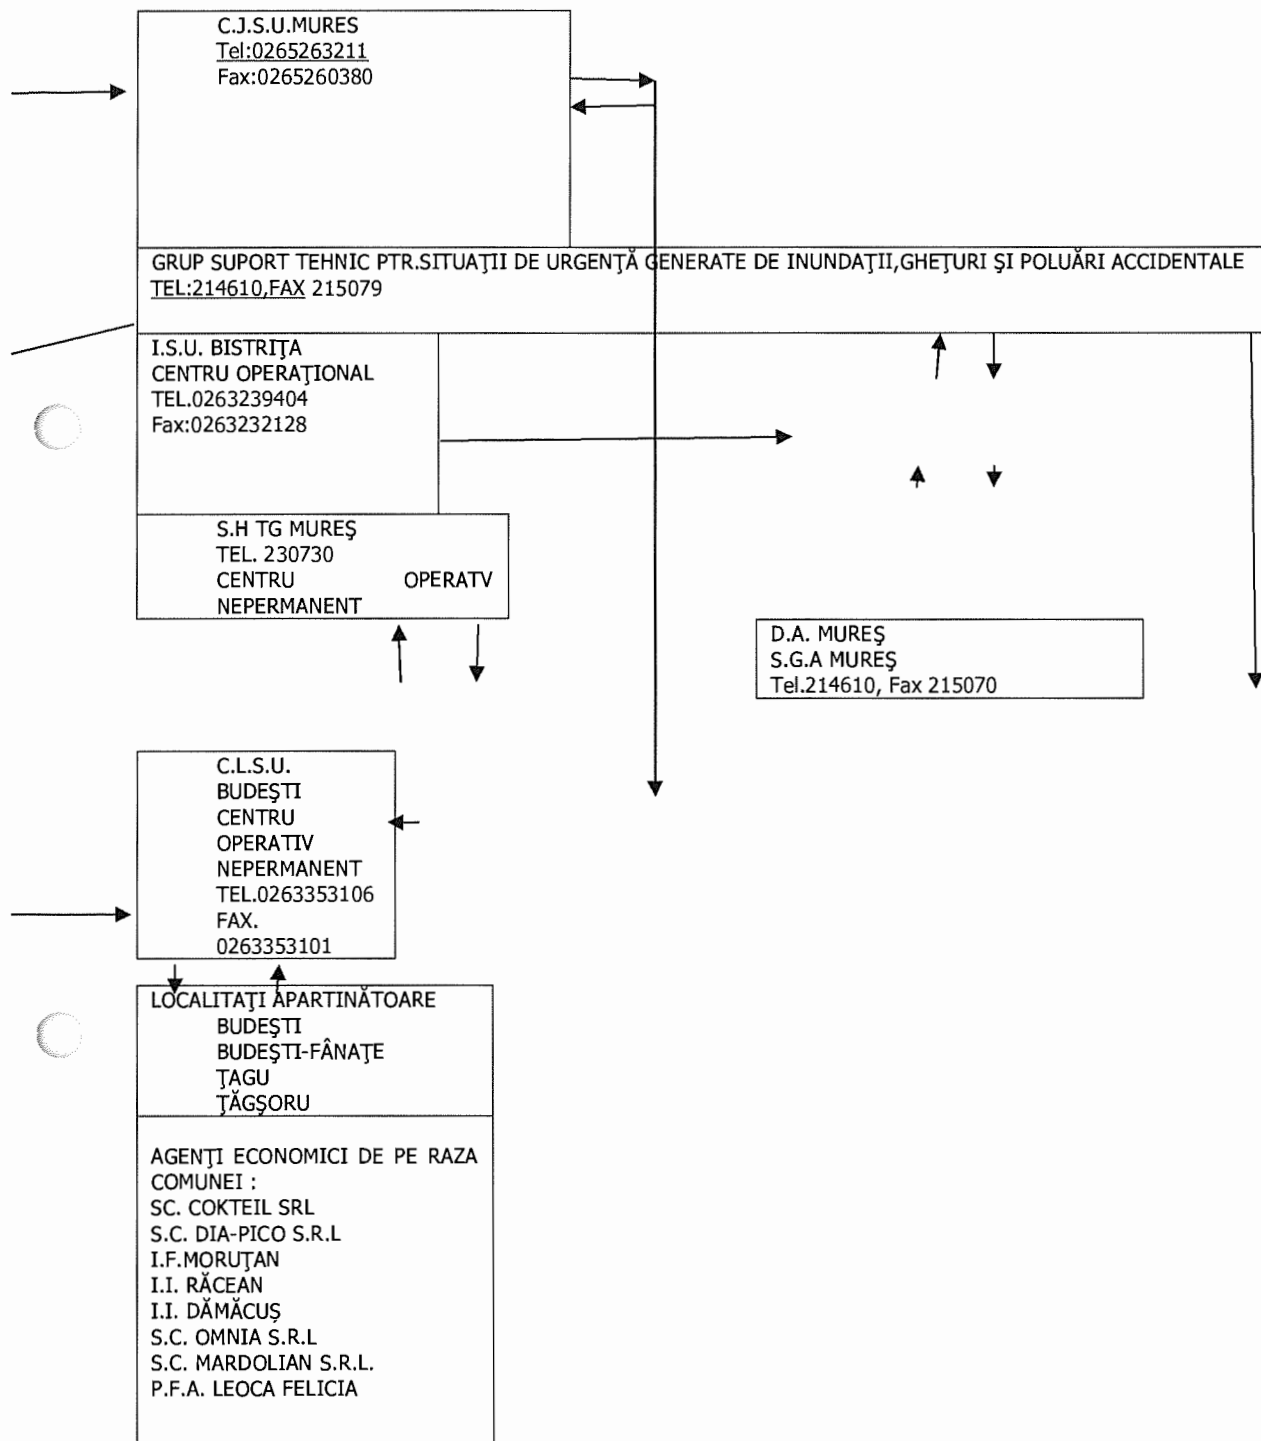 C.J.S.U.MURES
Tel:0265263211
Fax:0265260380
GRUP SUPORT TEHNIC PTR.SITUAŢII DE URGENŢĂ GENERATE DE INUNDAŢII,GHEŢURI ŞI POLUĂRI ACCIDENTALE
TEL:214610,FAX 215079
I.S.U. BISTRIŢA
CENTRU OPERAŢIONAL
TEL.0263239404
Fax:0263232128
S.H TG MUREŞ
TEL. 230730
CENTRU OPERATV
NEPERMANENT
D.A. MUREŞ
S.G.A MUREŞ
Tel.214610, Fax 215070
C.L.S.U.
BUDEŞTI
CENTRU
OPERATIV
NEPERMANENT
TEL.0263353106
FAX.
0263353101
LOCALITAŢI APARTINĂTOARE
BUDEŞTI
BUDEŞTI-FÂNAŢE
ŢAGU
ŢĂGŞORU
AGENŢI ECONOMICI DE PE RAZA
COMUNEI :
SC. COKTEIL SRL
S.C. DIA-PICO S.R.L
I.F.MORUŢAN
I.I. RĂCEAN
I.I. DĂMĂCUȘ
S.C. OMNIA S.R.L
S.C. MARDOLIAN S.R.L.
P.F.A. LEOCA FELICIA